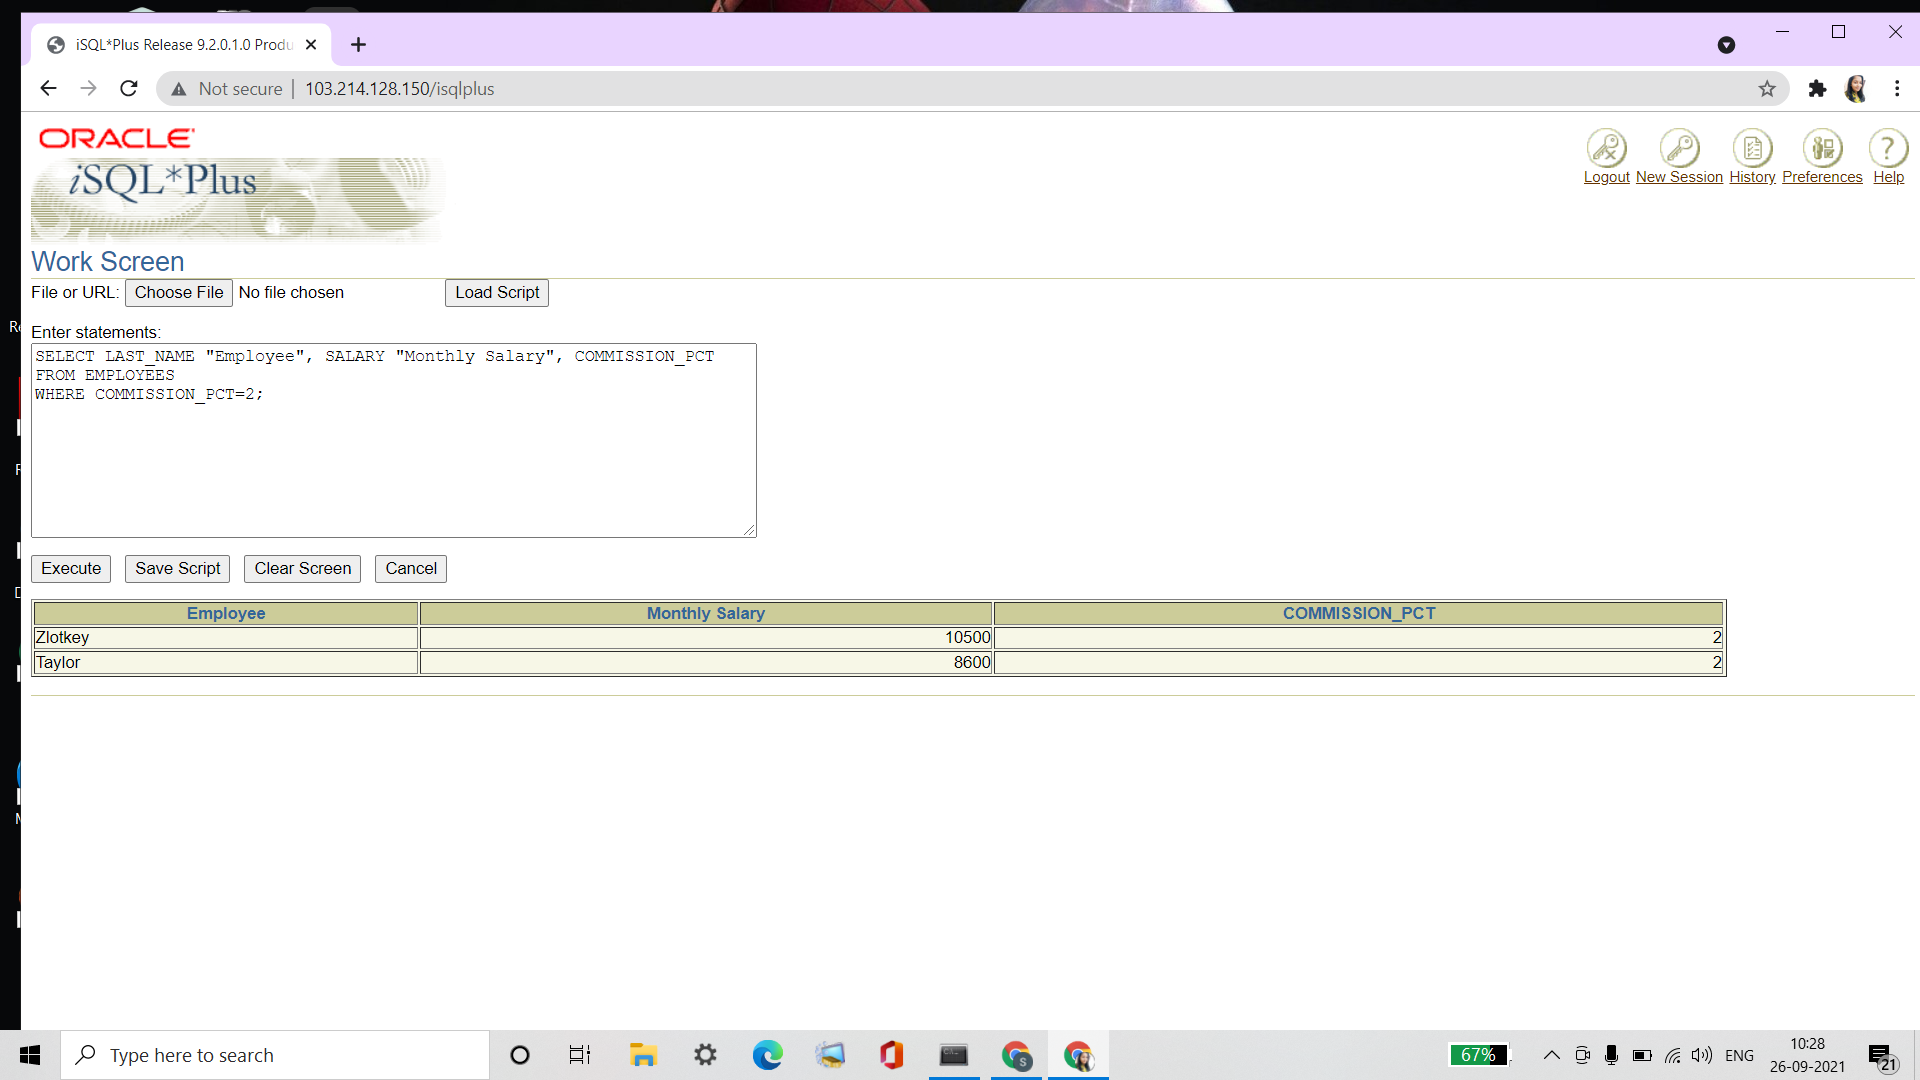 iSQL*Plus Release 9.2.0.1.0 Produ
Not secure | 103.214.128.150/isqlplus
ORACLE
iSQL*Plus
Logout New Session History Preferences Help
Work Screen
File or URL: Choose File No file chosen Load Script
Enter statements:
SELECT LAST_NAME "Employee", SALARY "Monthly Salary", COMMISSION_PCT
FROM EMPLOYEES
WHERE COMMISSION_PCT=2;
Execute Save Script Clear Screen Cancel
Employee Monthly Salary COMMISSION_PCT
Zlotkey 10500 2
Taylor 8600 2
Type here to search
67%
ENG
10:28
26-09-2021
21